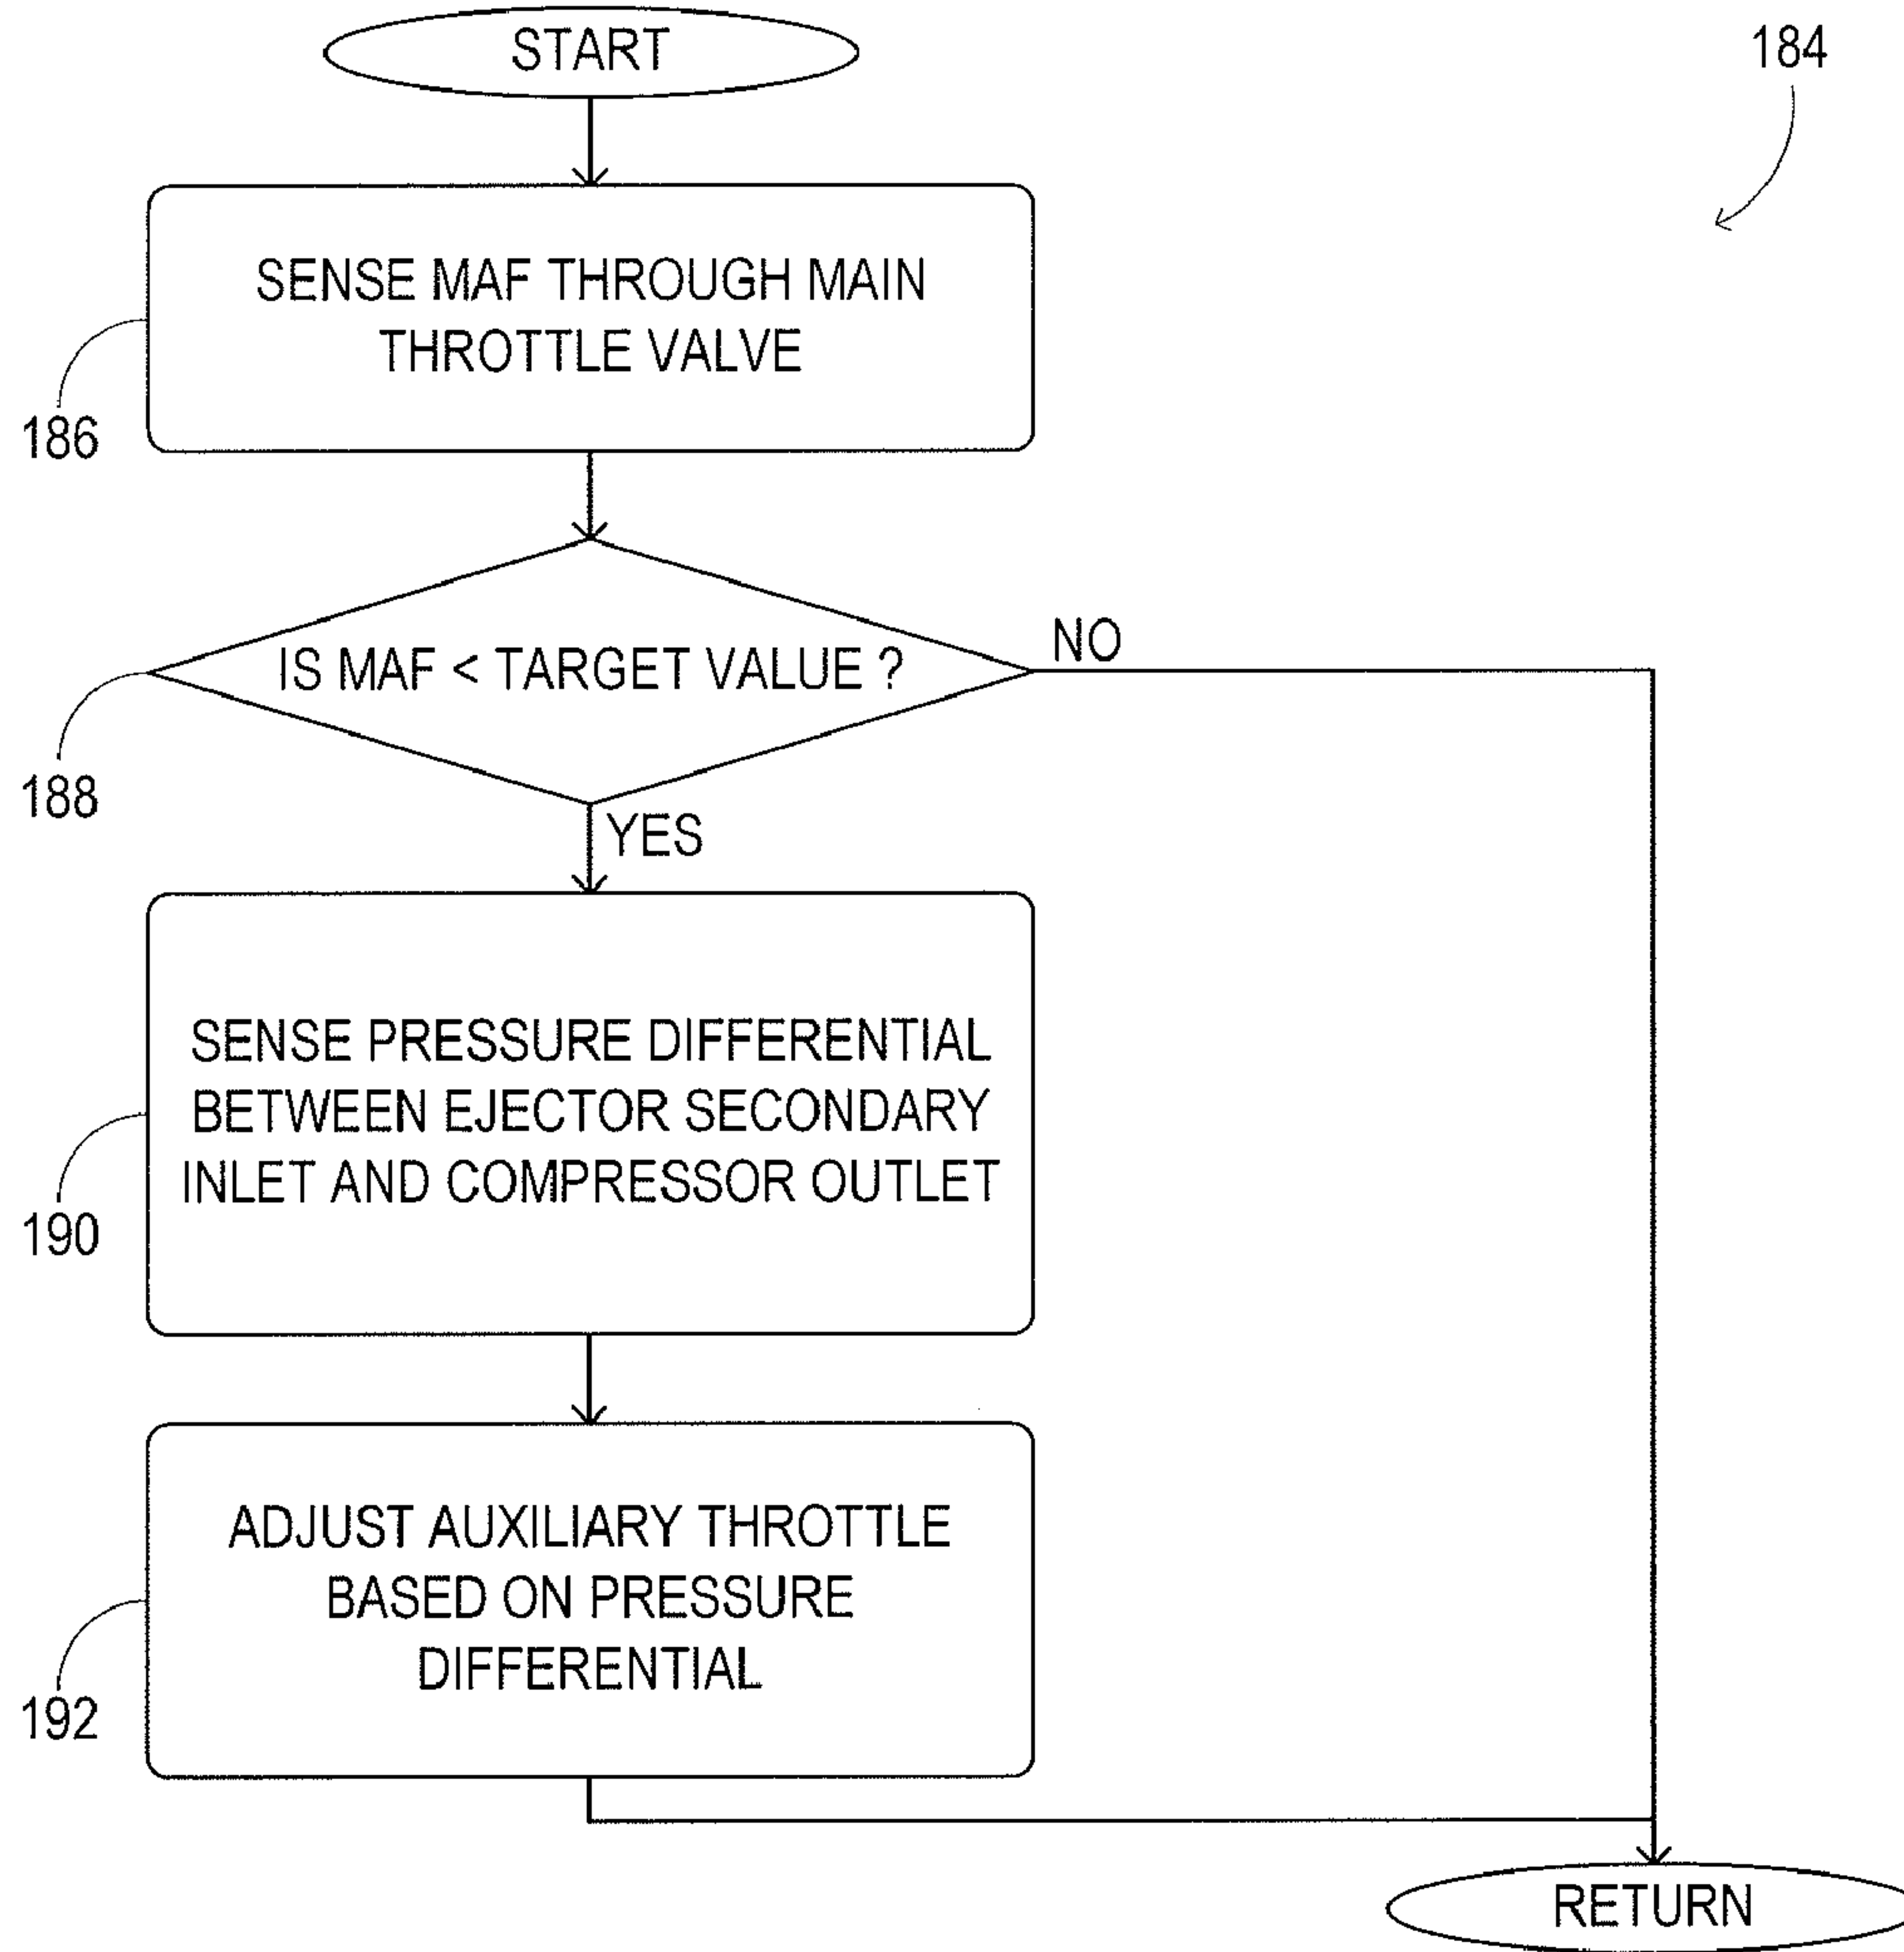 START
184
SENSE MAF THROUGH MAIN
THROTTLE VALVE
186
IS MAF < TARGET VALUE ?
NO
188
YES
SENSE PRESSURE DIFFERENTIAL
BETWEEN EJECTOR SECONDARY
INLET AND COMPRESSOR OUTLET
190
ADJUST AUXILIARY THROTTLE
BASED ON PRESSURE
DIFFERENTIAL
192
RETURN